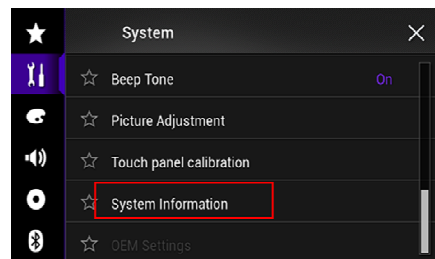 System
Beep Tone On
Picture Adjustment
Touch panel calibration
System Information
OEM Settings